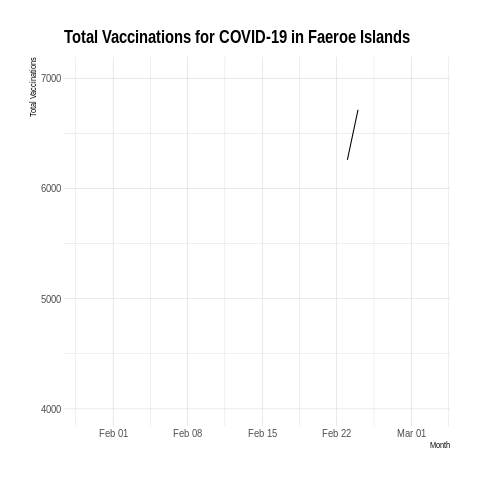 Total Vaccinations for COVID-19 in Faeroe Islands
Total Vaccinations
7000
6000
5000
4000
Feb 01 Feb 08 Feb 15 Feb 22 Mar 01
Month